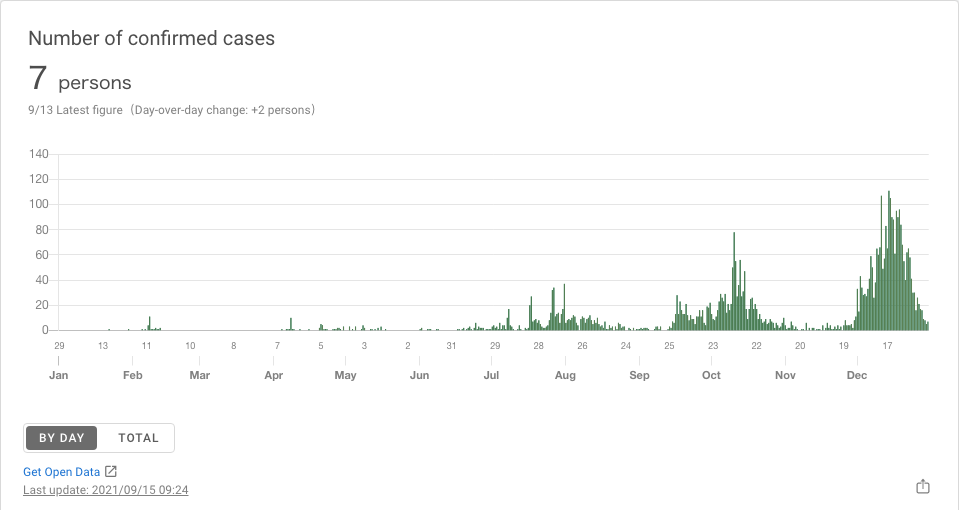 Number of confirmed cases
7 persons
9/13 Latest figure（Day-over-day change: +2 persons）
140
120
100
80
60
40
20
0
29 13 11 10 8 7 5 3 2 31 29 28 26 24 23 22 20 19 17
Jan Feb Mar Apr May Jun Jul Aug Sep Oct Nov Dec
BY DAY TOTAL
Get Open Data
Last update: 2021/09/15 09:24